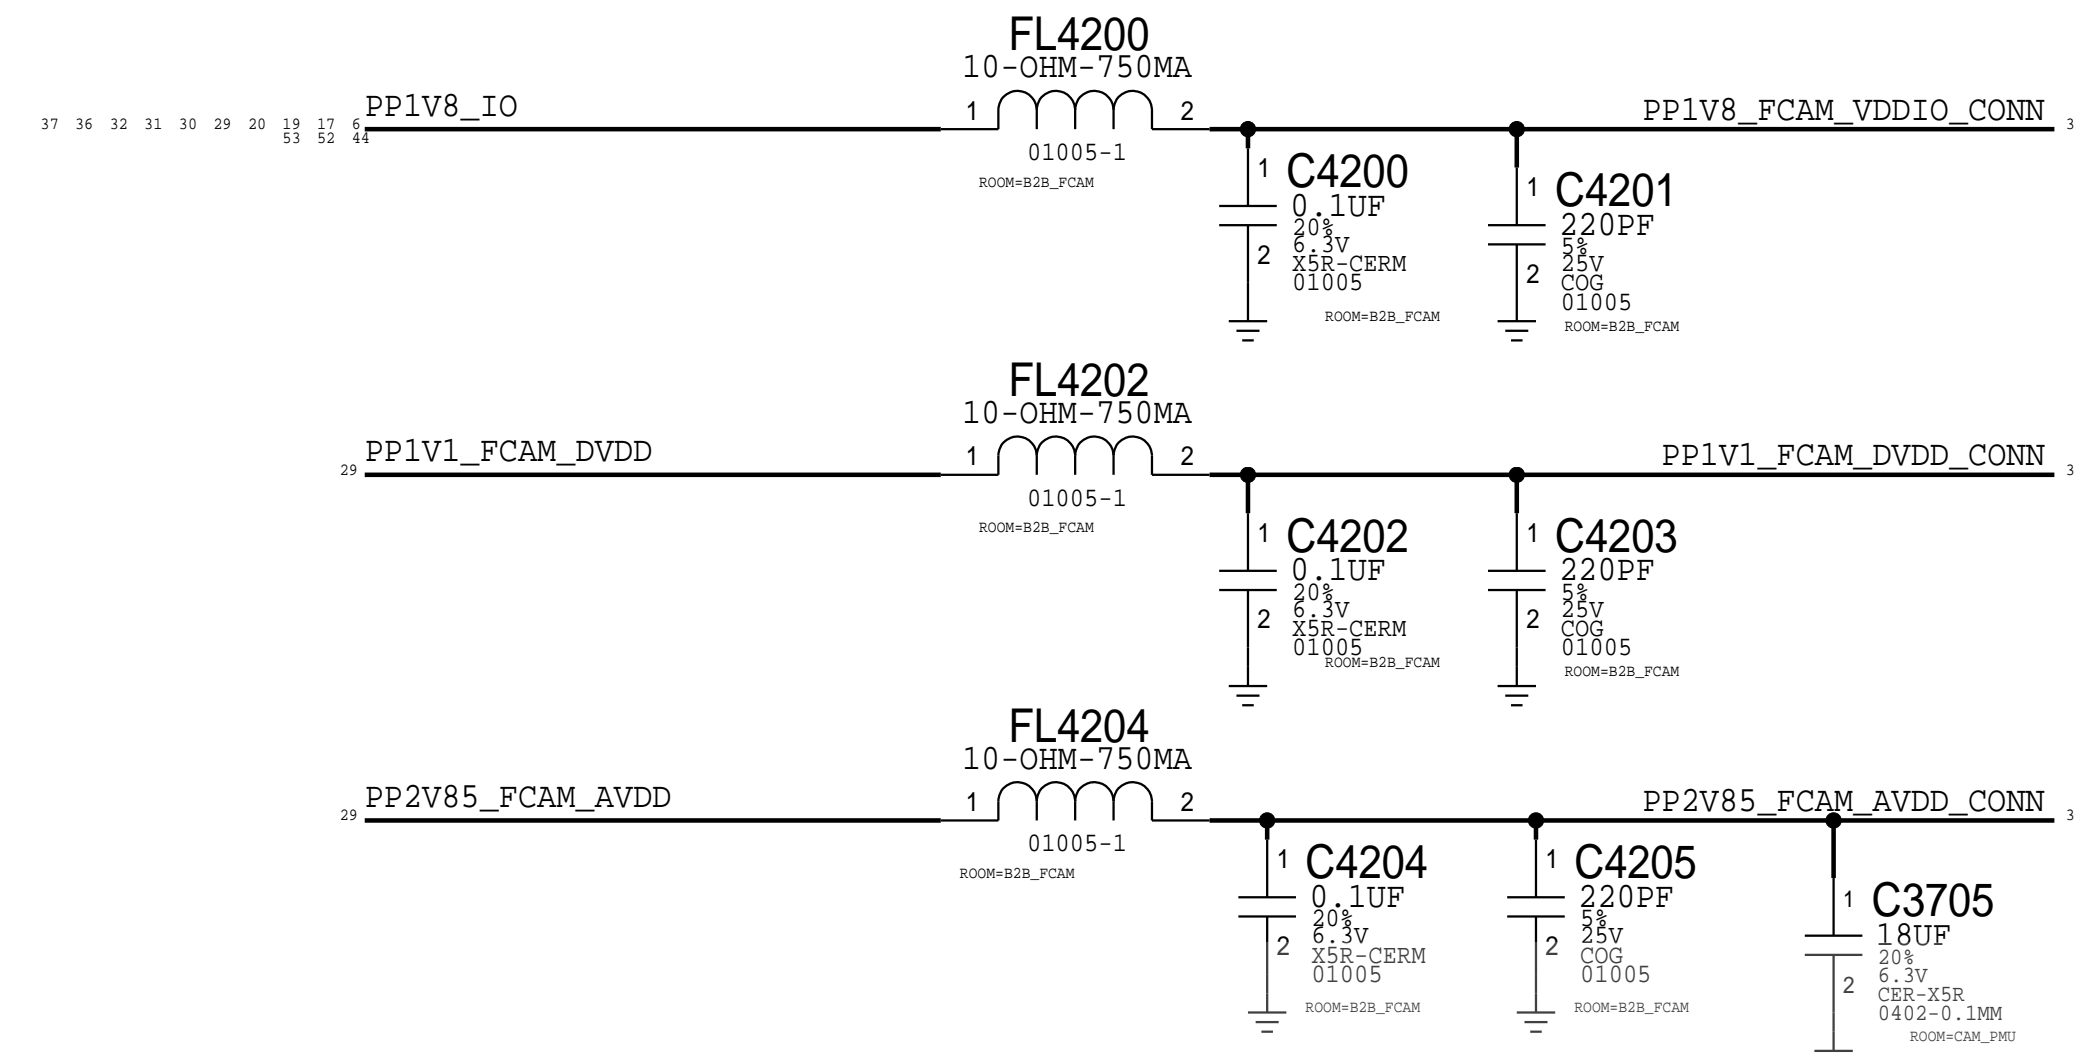 FL4200
10-OHM-750MA
PP1V8_IO
1
2
PP1V8_FCAM_VDDIO_CONN
37 36 32 31 30 29 20 19 17 6
3
53 52 44
01005-1
ROOM=B2B_FCAM
1
C4200
0.1UF
20%
6.3V
2
X5R-CERM
01005
ROOM=B2B_FCAM
1
C4201
220PF
5%
25V
2
COG
01005
ROOM=B2B_FCAM
FL4202
10-OHM-750MA
PP1V1_FCAM_DVDD
1
2
PP1V1_FCAM_DVDD_CONN
29
3
01005-1
ROOM=B2B_FCAM
1
C4202
0.1UF
20%
6.3V
2
X5R-CERM
01005
ROOM=B2B_FCAM
1
C4203
220PF
5%
25V
2
COG
01005
ROOM=B2B_FCAM
FL4204
10-OHM-750MA
PP2V85_FCAM_AVDD
1
2
PP2V85_FCAM_AVDD_CONN
29
3
01005-1
ROOM=B2B_FCAM
1
C4204
0.1UF
20%
6.3V
2
X5R-CERM
01005
ROOM=B2B_FCAM
1
C4205
220PF
5%
25V
2
COG
01005
ROOM=B2B_FCAM
1
C3705
18UF
20%
6.3V
2
CER-X5R
0402-0.1MM
ROOM=CAM_PMU